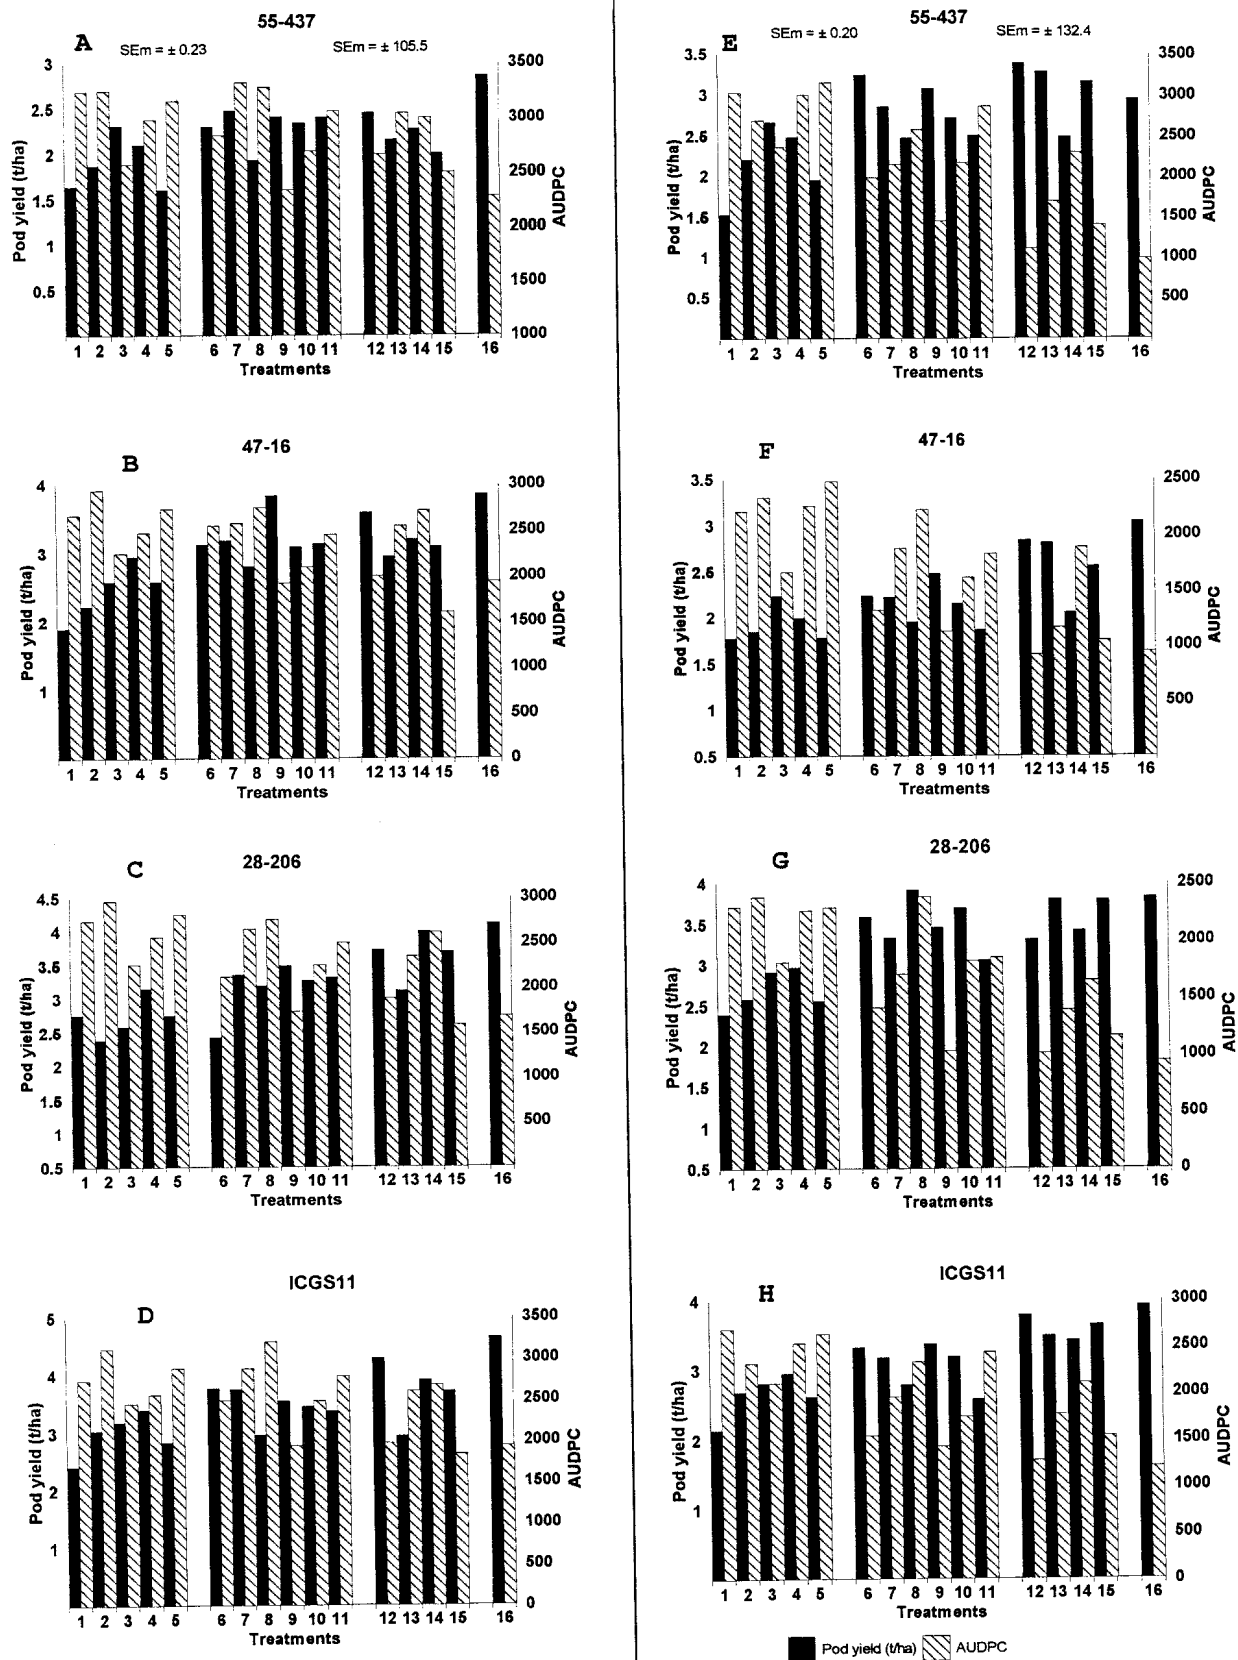 55-437
A
SEm = ± 0.23
SEm = ± 105.5
3
2.5
2
1.5
1
0.5
Pod yield (t/ha)
3500
3000
2500
2000
1500
1000
AUDPC
1 2 3 4 5 6 7 8 9 10 11 12 13 14 15 16
Treatments
47-16
B
4
3
2
1
Pod yield (t/ha)
3000
2500
2000
1500
1000
500
0
AUDPC
1 2 3 4 5 6 7 8 9 10 11 12 13 14 15 16
Treatments
28-206
C
4.5
4
3.5
3
2.5
2
1.5
1
0.5
Pod yield (t/ha)
3000
2500
2000
1500
1000
500
AUDPC
1 2 3 4 5 6 7 8 9 10 11 12 13 14 15 16
Treatments
ICGS11
D
5
4
3
2
1
Pod yield (t/ha)
3500
3000
2500
2000
1500
1000
500
0
AUDPC
1 2 3 4 5 6 7 8 9 10 11 12 13 14 15 16
Treatments
55-437
E
SEm = ± 0.20
SEm = ± 132.4
3.5
3
2.5
2
1.5
1
0.5
Pod yield (t/ha)
3500
3000
2500
2000
1500
1000
500
AUDPC
1 2 3 4 5 6 7 8 9 10 11 12 13 14 15 16
Treatments
47-16
F
3.5
3
2.5
2
1.5
1
0.5
Pod yield (t/ha)
2500
2000
1500
1000
500
AUDPC
1 2 3 4 5 6 7 8 9 10 11 12 13 14 15 16
Treatments
28-206
G
4
3.5
3
2.5
2
1.5
1
0.5
Pod yield (t/ha)
2500
2000
1500
1000
500
0
AUDPC
1 2 3 4 5 6 7 8 9 10 11 12 13 14 15 16
Treatments
ICGS11
H
4
3
2
1
Pod yield (t/ha)
3000
2500
2000
1500
1000
500
0
AUDPC
1 2 3 4 5 6 7 8 9 10 11 12 13 14 15 16
Treatments
Pod yield (t/ha) AUDPC